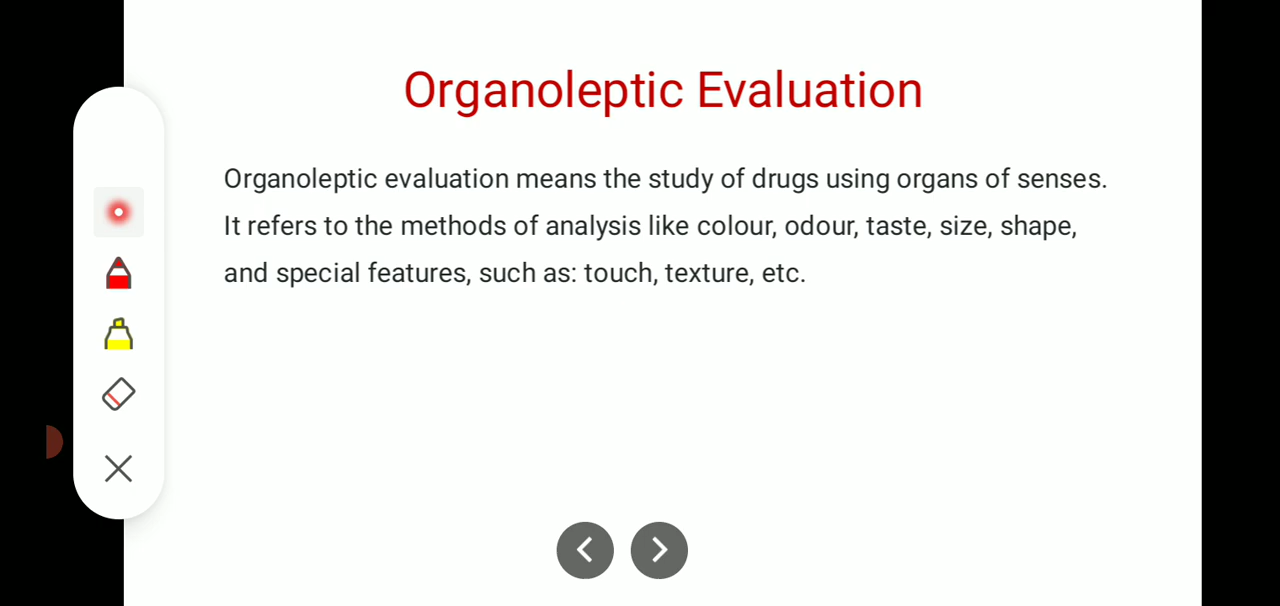 Organoleptic Evaluation
Organoleptic evaluation means the study of drugs using organs of senses.
It refers to the methods of analysis like colour, odour, taste, size, shape,
and special features, such as: touch, texture, etc.